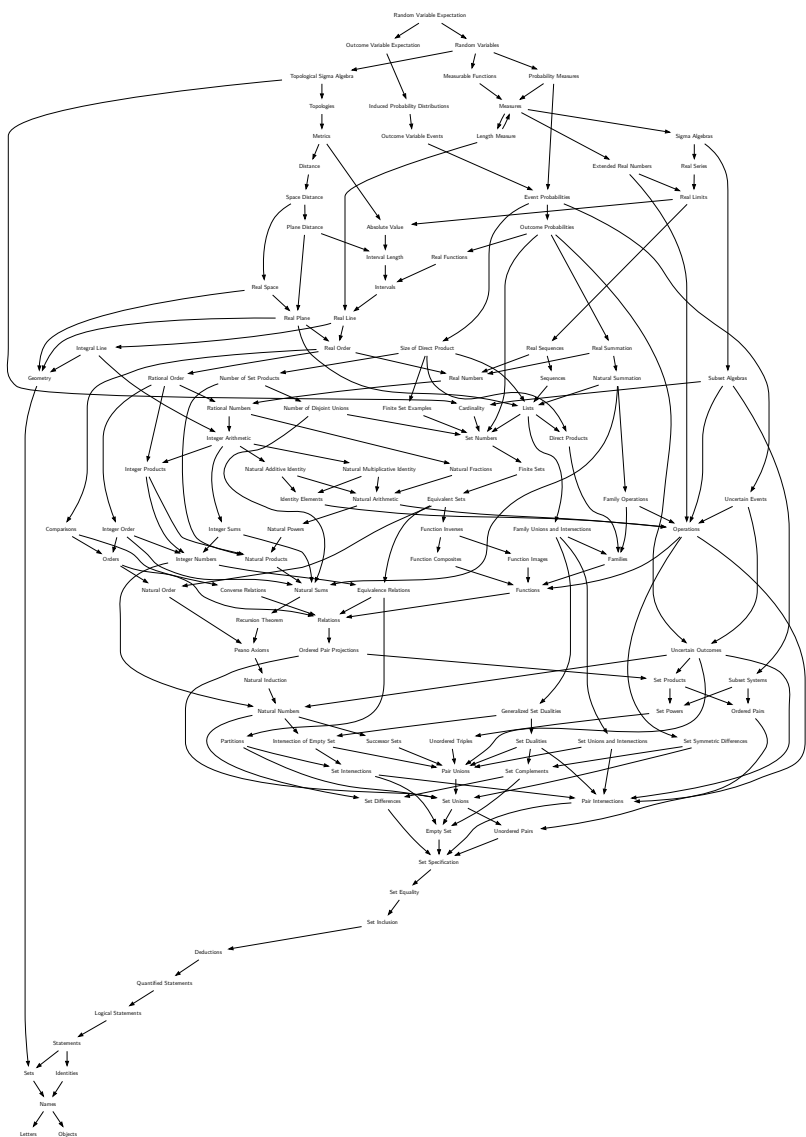 Random Variable Expectation
Outcome Variable Expectation Random Variables
Topological Sigma Algebra Measurable Functions Probability Measures
Topologies Induced Probability Distributions Measures
Metrics Outcome Variable Events Length Measure Sigma Algebras
Distance Extended Real Numbers Real Series
Space Distance Event Probabilities Real Limits
Plane Distance Absolute Value Outcome Probabilities
Interval Length Real Functions
Real Space Intervals
Real Plane Real Line
Integral Line Real Order Size of Direct Product Real Sequences Real Summation
Geometry Rational Order Number of Set Products Real Numbers Sequences Natural Summation Subset Algebras
Rational Numbers Number of Disjoint Unions Finite Set Examples Cardinality Lists
Integer Arithmetic Set Numbers Direct Products
Integer Products Natural Additive Identity Natural Multiplicative Identity Natural Fractions Finite Sets
Identity Elements Natural Arithmetic Equivalent Sets Family Operations Uncertain Events
Comparisons Integer Order Integer Sums Natural Powers Function Inverses Family Unions and Intersections Operations
Orders Integer Numbers Natural Products Function Composites Function Images Families
Natural Order Converse Relations Natural Sums Equivalence Relations Functions
Recursion Theorem Relations
Peano Axioms Ordered Pair Projections Uncertain Outcomes
Natural Induction Set Products Subset Systems
Natural Numbers Generalized Set Dualities Set Powers Ordered Pairs
Partitions Intersection of Empty Set Successor Sets Unordered Triples Set Dualities Set Unions and Intersections Set Symmetric Differences
Set Intersections Pair Unions Set Complements
Set Differences Set Unions Pair Intersections
Empty Set Unordered Pairs
Set Specification
Set Equality
Set Inclusion
Deductions
Quantified Statements
Logical Statements
Statements
Sets Identities
Names
Letters Objects